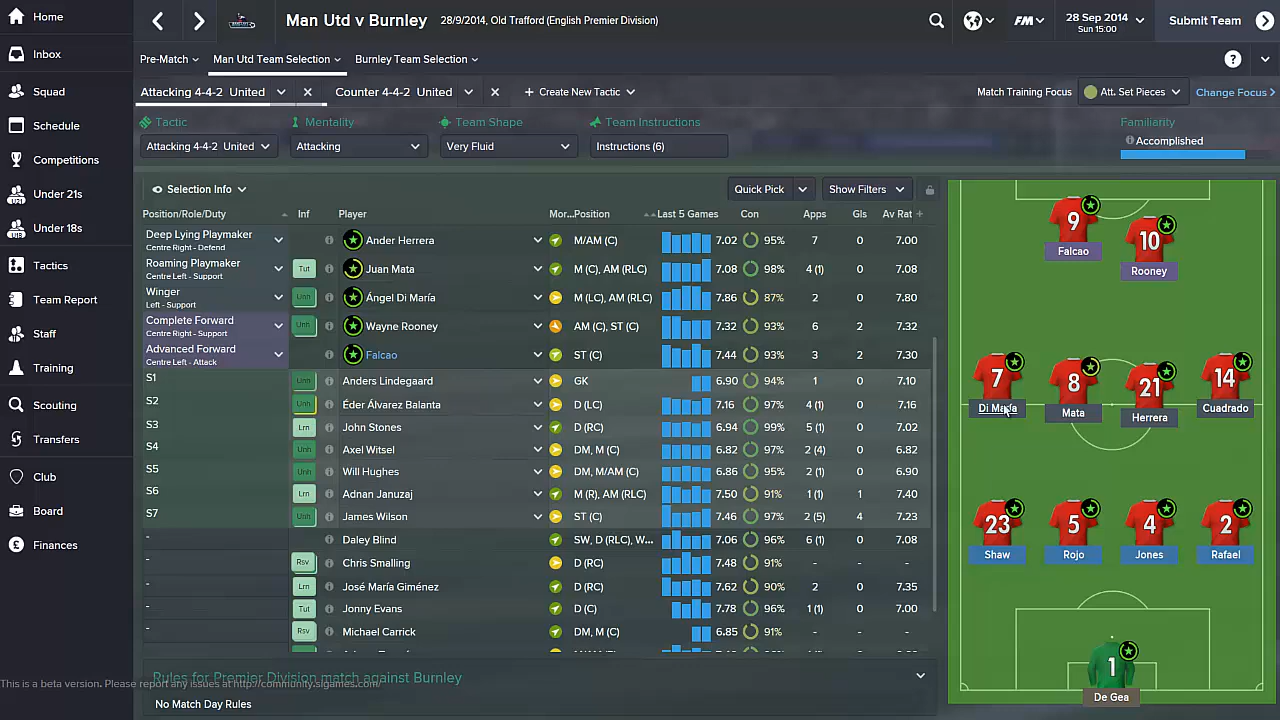 Home
Man Utd v Burnley
28/9/2014, Old Trafford (English Premier Division)
FM
28 Sep 2014
Sun 15:00
Submit Team
Inbox
Pre-Match
Man Utd Team Selection
Burnley Team Selection
?
Squad
Attacking 4-4-2 United
Counter 4-4-2 United
+ Create New Tactic
Match Training Focus
Att. Set Pieces
Change Focus >
Schedule
Tactic
Mentality
Team Shape
Team Instructions
Familiarity
Competitions
Attacking 4-4-2 United
Attacking
Very Fluid
Instructions (6)
Accomplished
Under 21s
Selection Info
Quick Pick
Show Filters
Under 18s
Position/Role/Duty Inf Player Mor... Position Last 5 Games Con Apps Gls Av Rat +
Deep Lying Playmaker
Centre Right - Defend
Ander Herrera M/AM (C) 7.02 95% 7 0 7.00
Tactics
Roaming Playmaker
Centre Left - Support
Tut Juan Mata M (C), AM (RLC) 7.08 98% 4 (1) 0 7.08
Team Report
Winger
Left - Support
Unh Ángel Di María M (LC), AM (RLC) 7.86 87% 2 0 7.80
Staff
Complete Forward
Centre Right - Support
Unh Wayne Rooney AM (C), ST (C) 7.32 93% 6 2 7.32
Training
Advanced Forward
Centre Left - Attack
Falcao ST (C) 7.44 93% 3 2 7.30
S1 Unh Anders Lindegaard GK 6.90 94% 1 0 7.10
Scouting
S2 Unh Éder Álvarez Balanta D (LC) 7.16 97% 4 (1) 0 7.16
S3 Lrn John Stones D (RC) 6.94 99% 5 (1) 0 7.02
Transfers
S4 Unh Axel Witsel DM, M (C) 6.82 97% 2 (4) 0 6.82
S5 Unh Will Hughes DM, M/AM (C) 6.85 95% 2 (1) 0 6.90
Club
S6 Lrn Adnan Januzaj M (R), AM (RLC) 7.50 91% 1 (1) 1 7.40
Board
S7 Unh James Wilson ST (C) 7.46 97% 2 (5) 4 7.23
- Daley Blind SW, D (RLC), W... 7.06 96% 6 (1) 0 7.08
Finances
- Rsv Chris Smalling D (RC) 7.48 91% - - -
- Lrn José María Giménez D (RC) 7.62 90% 2 0 7.35
- Tut Jonny Evans D (C) 7.78 96% 1 (1) 0 7.00
- Rsv Michael Carrick DM, M (C) 6.85 91% - - -
9
Falcao
10
Rooney
7
Di María
8
Mata
21
Herrera
14
Cuadrado
23
Shaw
5
Rojo
4
Jones
2
Rafael
1
De Gea
Rules for Premier Division match against Burnley
This is a beta version. Please report any issues at http://community.sigames.com/
No Match Day Rules